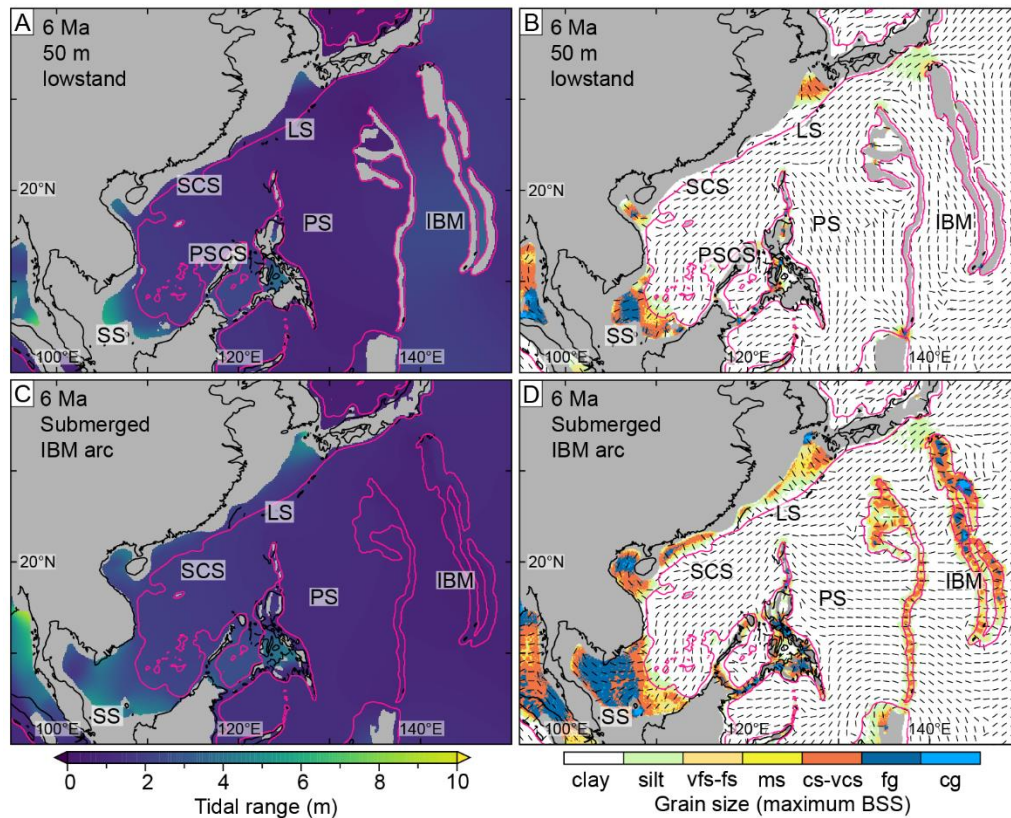 A
6 Ma
50 m
lowstand
LS
20°N
SCS
PS
IBM
PSCS
SS
100°E
120°E
140°E
B
6 Ma
50 m
lowstand
LS
20°N
SCS
PS
IBM
PSCS
SS
100°E
120°E
140°E
C
6 Ma
Submerged
IBM arc
LS
20°N
SCS
PS
IBM
SS
100°E
120°E
140°E
D
6 Ma
Submerged
IBM arc
LS
20°N
SCS
PS
IBM
SS
100°E
120°E
140°E
0 2 4 6 8 10
Tidal range (m)
clay silt vfs-fs ms cs-vcs fg cg
Grain size (maximum BSS)